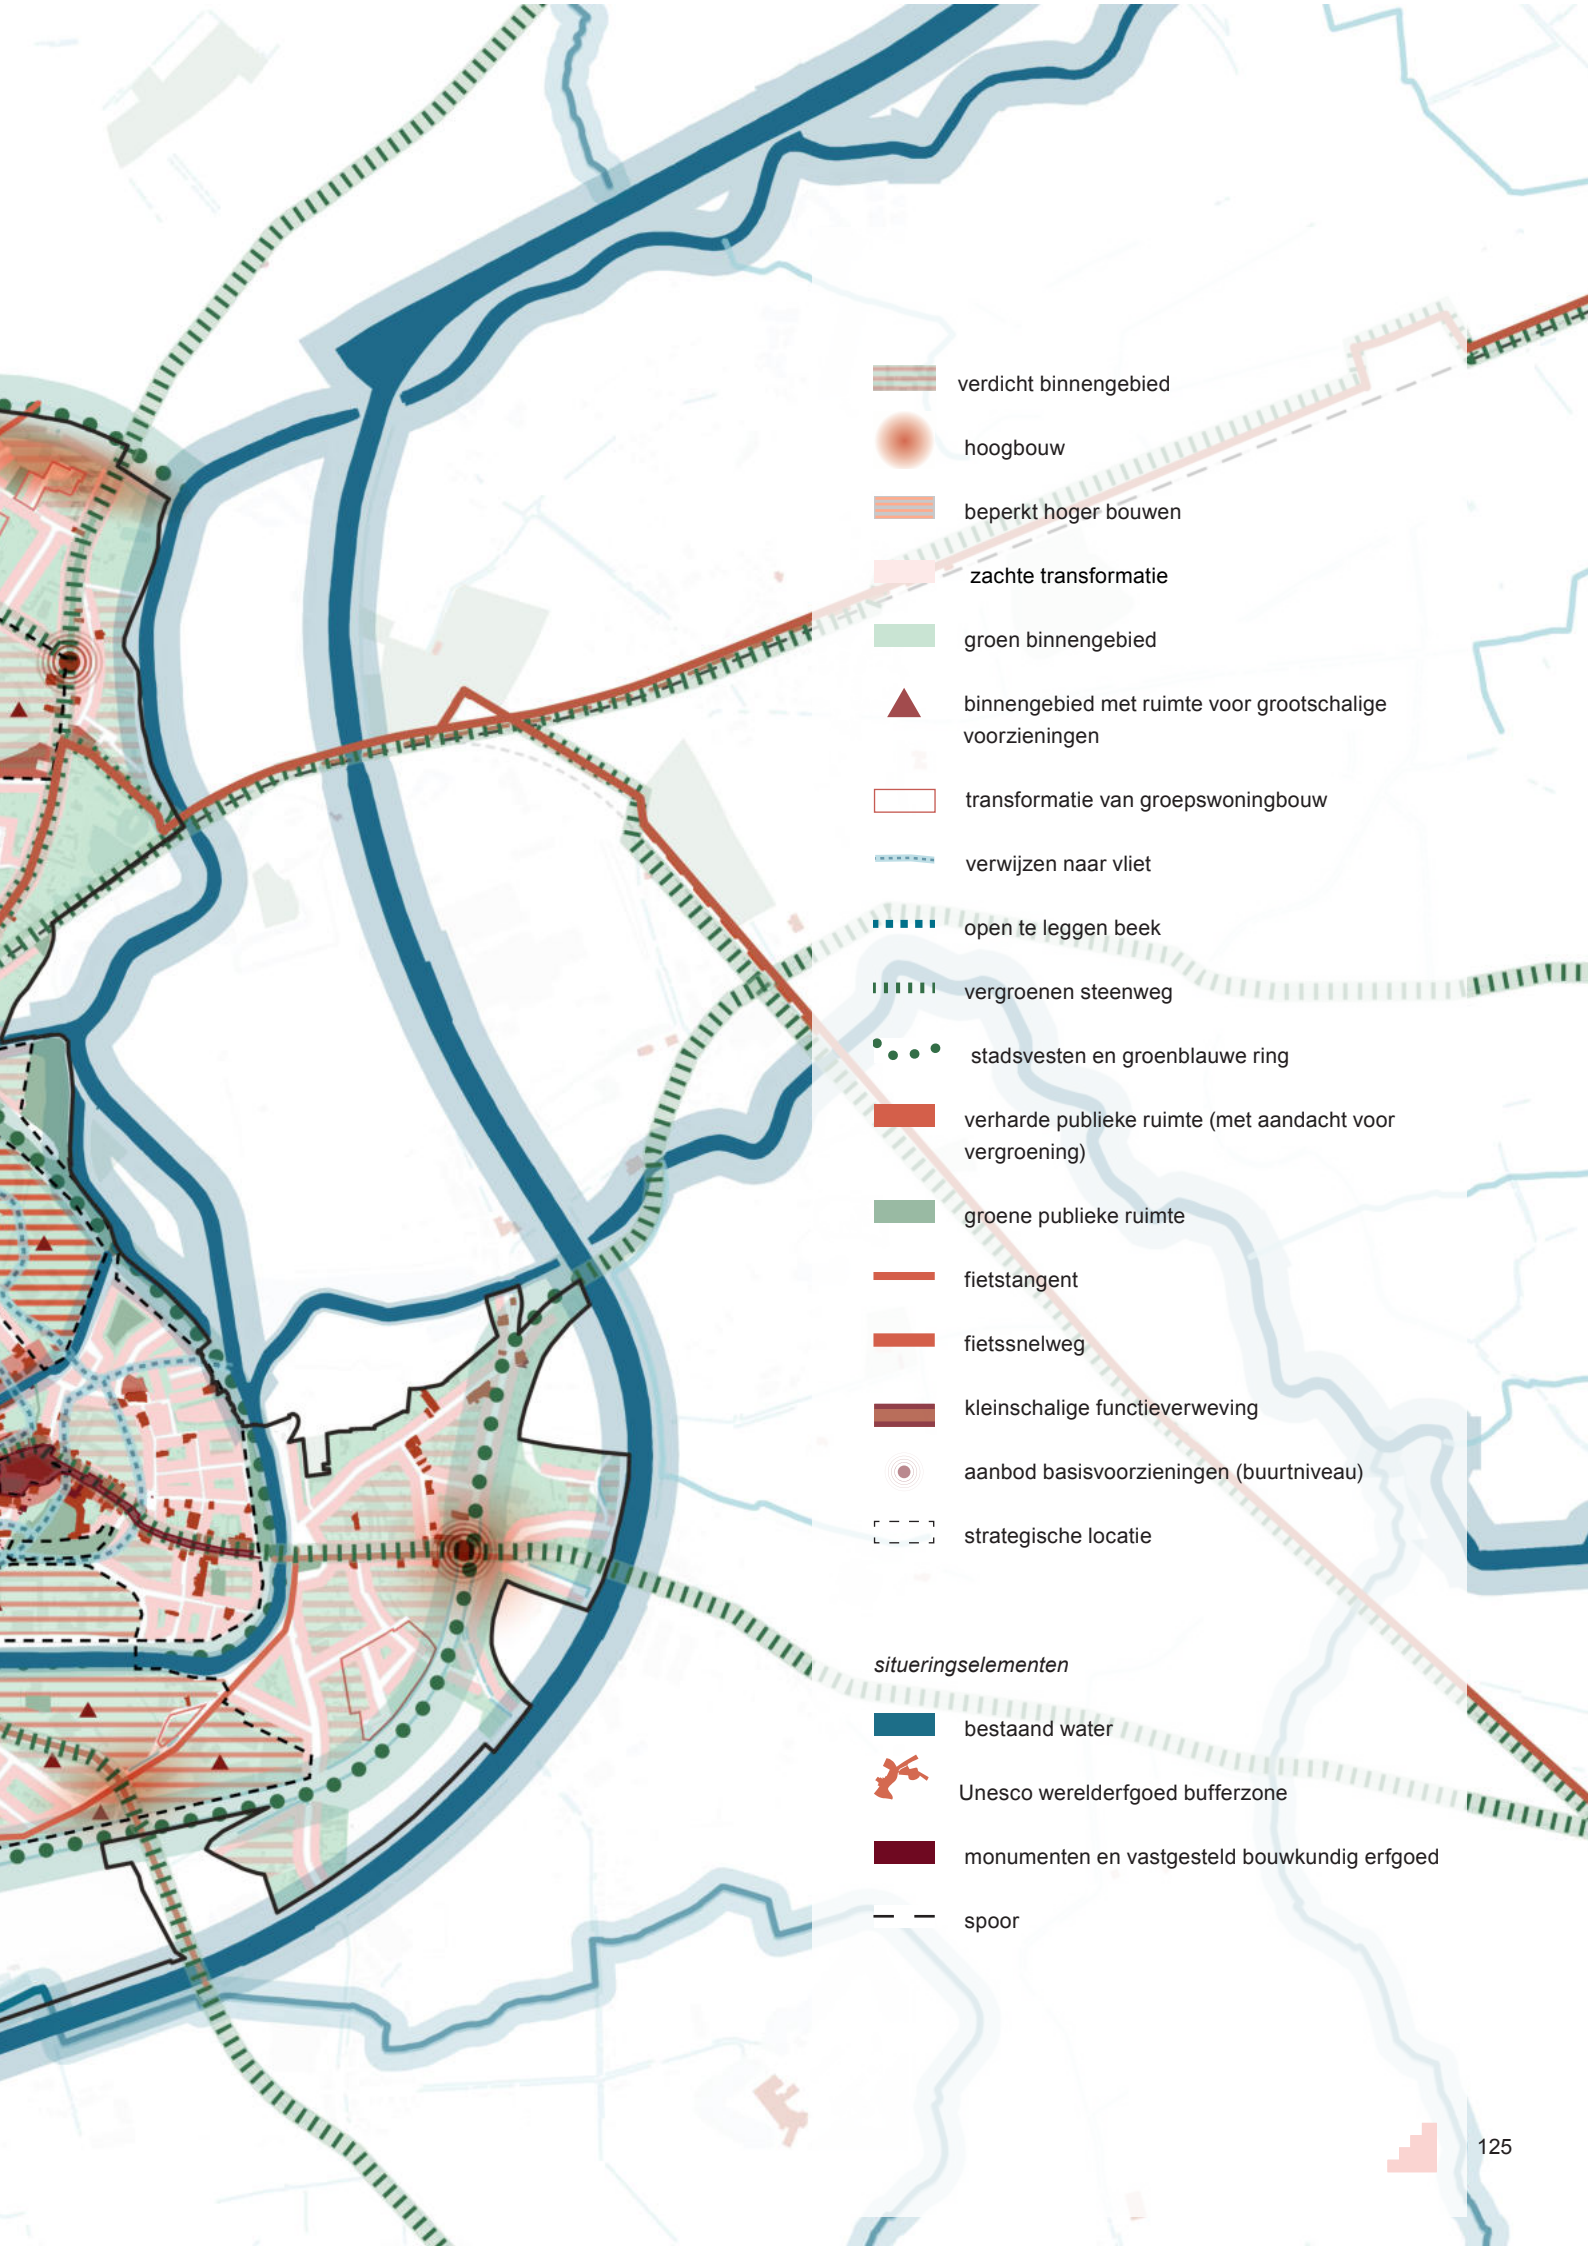 verdicht binnengebied
hoogbouw
beperkt hoger bouwen
zachte transformatie
groen binnengebied
binnengebied met ruimte voor grootschalige
voorzieningen
transformatie van groepswoningbouw
verwijzen naar vliet
open te leggen beek
vergroenen steenweg
stadsvesten en groenblauwe ring
verharde publieke ruimte (met aandacht voor
vergroening)
groene publieke ruimte
fietstangent
fietssnelweg
kleinschalige functieverweving
aanbod basisvoorzieningen (buurtniveau)
strategische locatie
situeringselementen
bestaand water
Unesco werelderfgoed bufferzone
monumenten en vastgesteld bouwkundig erfgoed
spoor
125